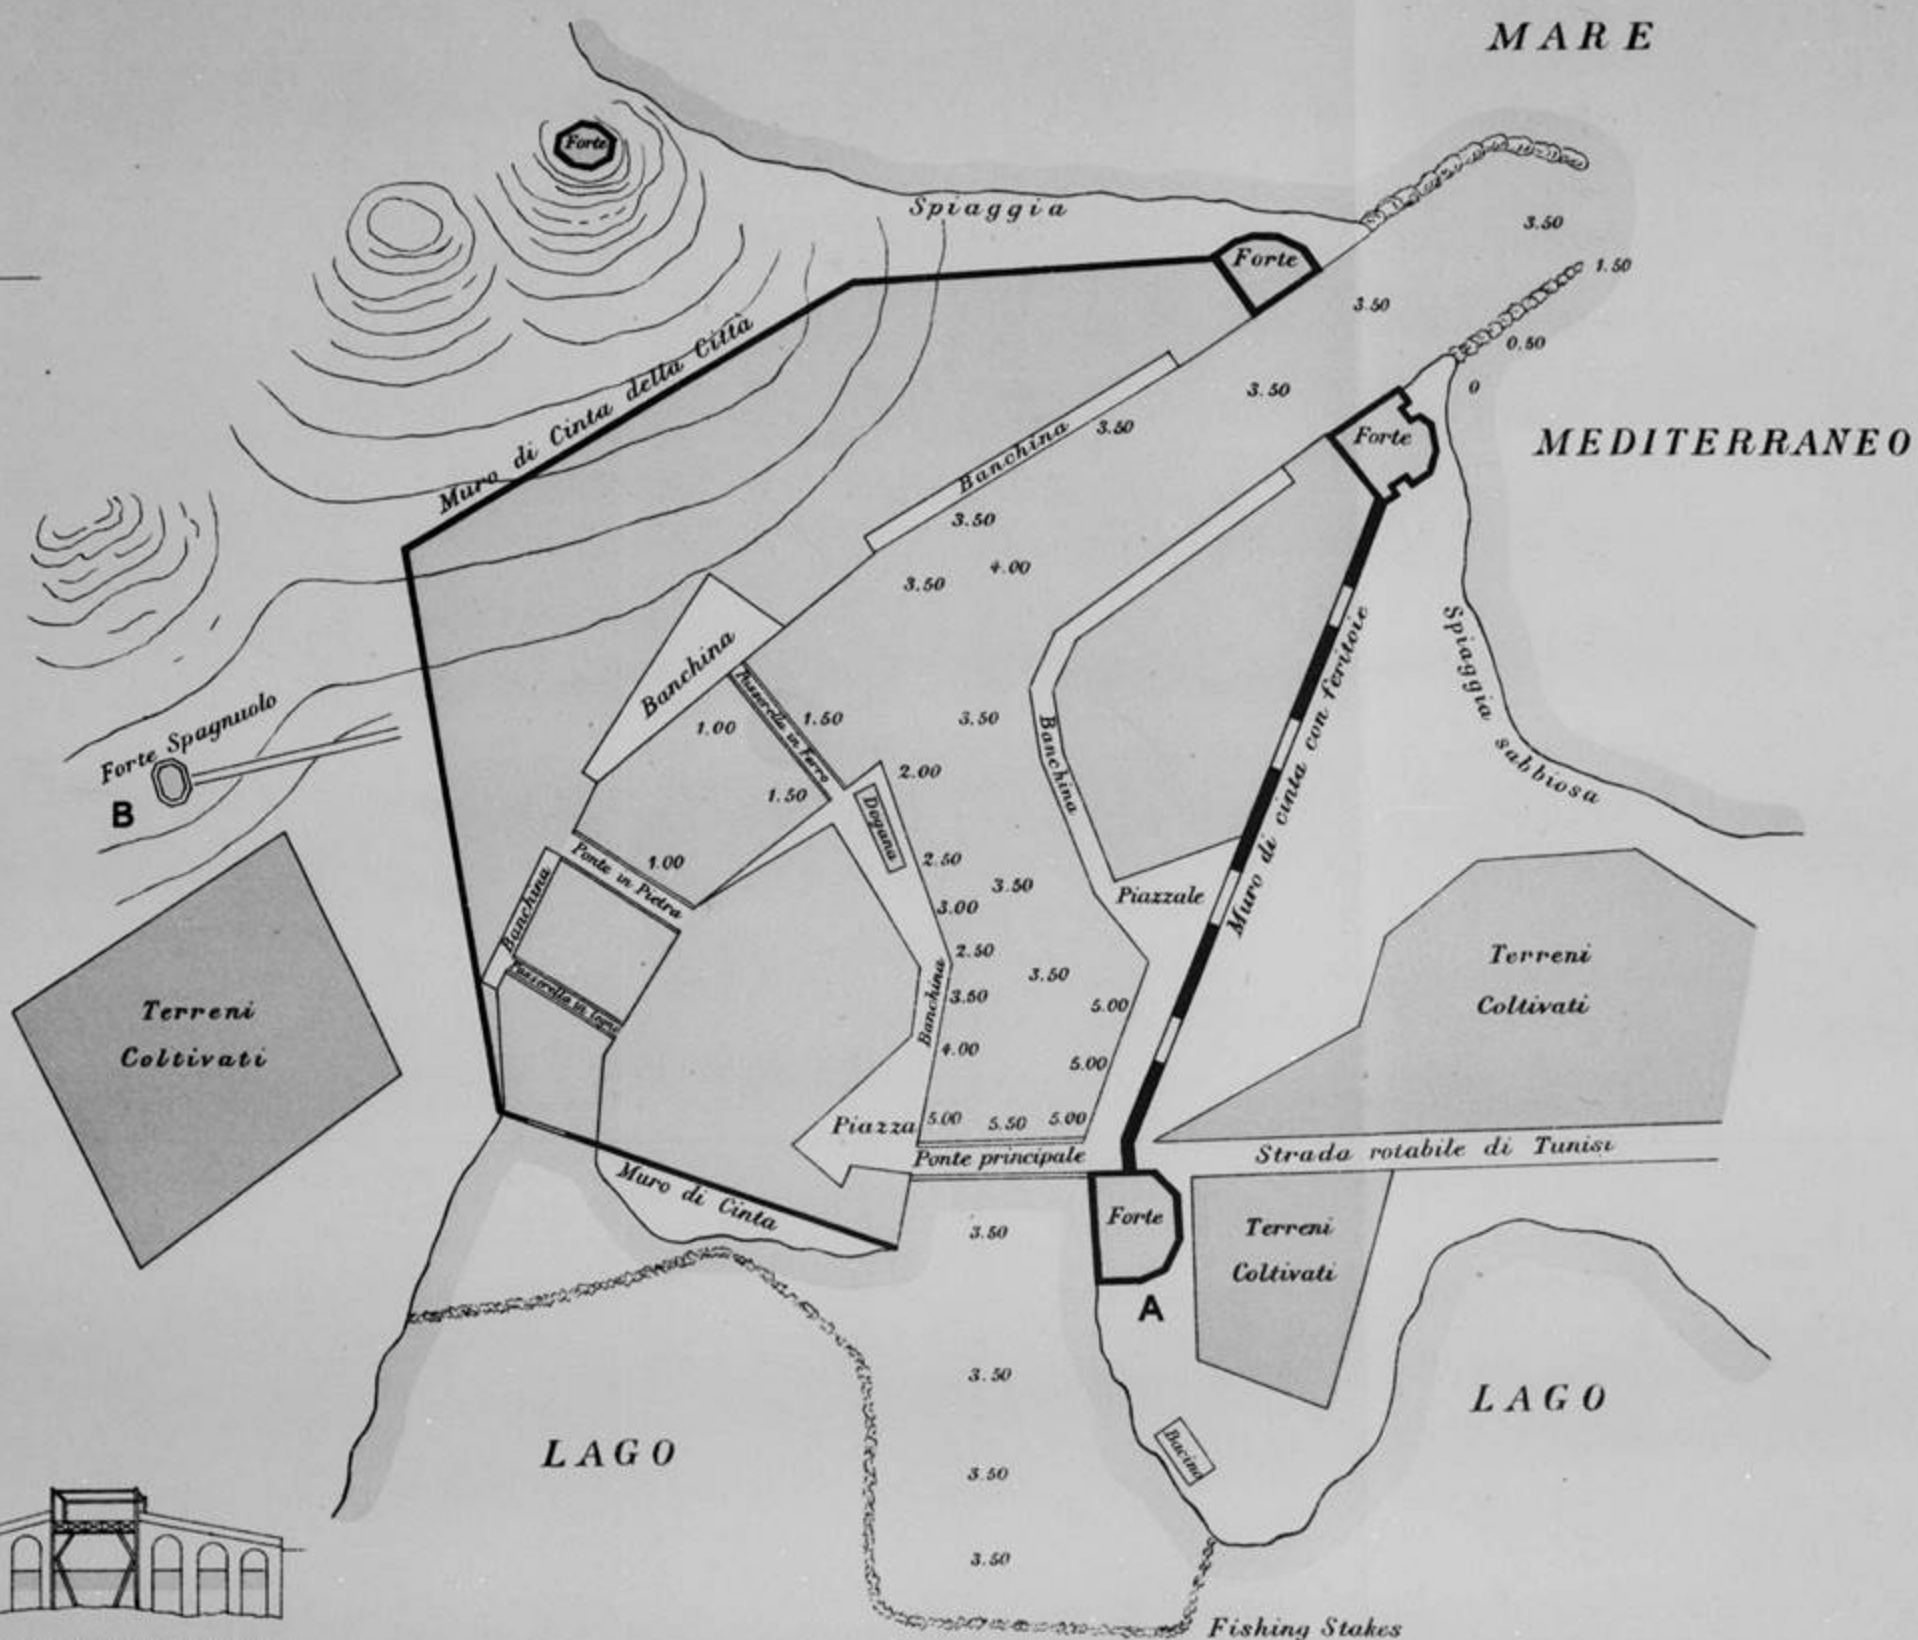 MARE
Forte
3.50
Spiaggia
Forte
1.50
3.50
0.50
0
3.50
Muro di Cinta della Città
3.50
Banchina
Forte
MEDITERRANEO
3.50
4.00
3.50
Spiaggia sabbiosa
Muro di cinta con feritoie
Banchina
Passerella in Ferro
1.00
1.50
3.50
Banchina
Forte Spagnuolo
B
2.00
1.50
Dogana
1.00
2.50
Ponte in Pietra
3.50
Piazzale
Banchina
3.00
2.50
3.50
Terreni
Coltivati
Passerella in Legno
Banchina
3.50
5.00
Terreni
Coltivati
4.00
5.00
Piazza
5.00
5.50
5.00
Ponte principale
Strada rotabile di Tunisi
Muro di Cinta
3.50
Forte
Terreni
Coltivati
A
3.50
LAGO
LAGO
Bacino
3.50
3.50
Fishing Stakes